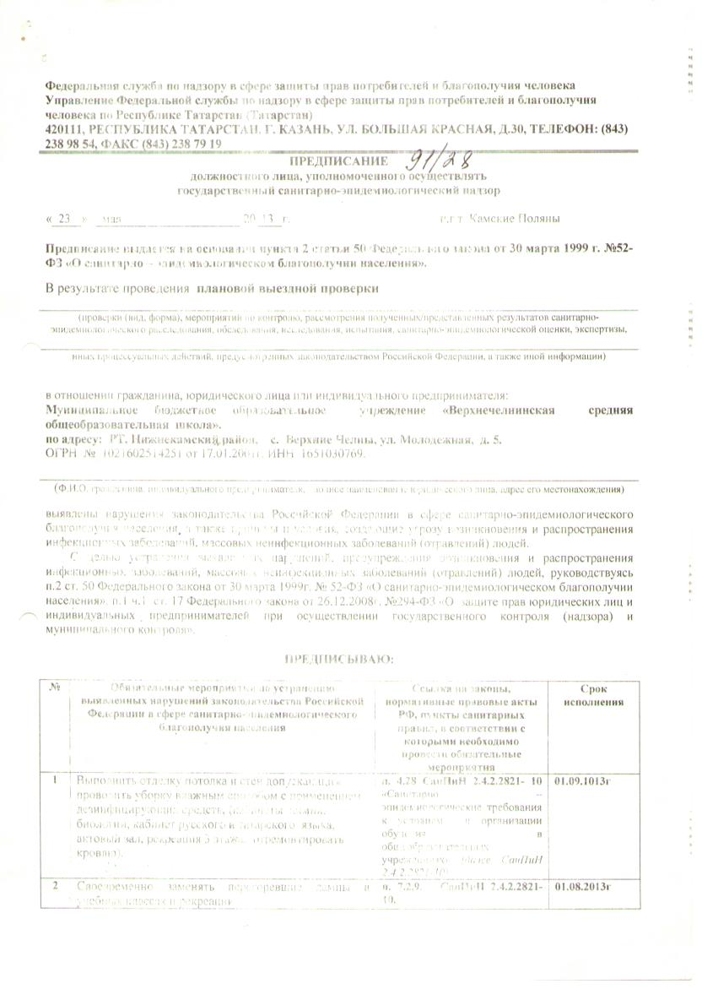 Федеральная служба по надзору в сфере защиты прав потребителей и благополучия человека
Управление Федеральной службы по надзору в сфере защиты прав потребителей и благополучия
человека по Республике Татарстан (Татарстан)
420111, РЕСПУБЛИКА ТАТАРСТАН, Г. КАЗАНЬ, УЛ. БОЛЬШАЯ КРАСНАЯ, Д.30, ТЕЛЕФОН: (843)
238 98 54, ФАКС (843) 238 79 19
ПРЕДПИСАНИЕ 91/28
должностного лица, уполномоченного осуществлять
государственный санитарно-эпидемиологический надзор
« 23 » мая 20 13 г. п.г.т. Камские Поляны
Предписание выдается на основании пункта 2 статьи 50 Федерального закона от 30 марта 1999 г. №52-
ФЗ «О санитарно – эпидемиологическом благополучии населения».
В результате проведения плановой выездной проверки
(проверки (вид, форма), мероприятий по контролю, рассмотрения полученных/представленных результатов санитарно-
эпидемиологического расследования, обследования, исследования, испытания, санитарно-эпидемиологической оценки, экспертизы,
иных процессуальных действий, предусмотренных законодательством Российской Федерации, а также иной информации)
в отношении гражданина, юридического лица или индивидуального предпринимателя:
Муниципальное бюджетное образовательное учреждение «Верхнечелнинская средняя
общеобразовательная школа».
по адресу: РТ, Нижнекамский район, с. Верхние Челны, ул. Молодежная, д. 5.
ОГРН № 1021602514251 от 17.01. ИНН 1651030769.
(Ф.И.О. гражданина, индивидуального предпринимателя, полное наименование юридического лица, адрес его местонахождения)
выявлены нарушения законодательства Российской Федерации в сфере санитарно-эпидемиологического
благополучия населения, а также причины и условия, создающие угрозу возникновения и распространения
инфекционных заболеваний, массовых неинфекционных заболеваний (отравлений) людей.
С целью устранения выявленных нарушений, предупреждения возникновения и распространения
инфекционных заболеваний, массовых неинфекционных заболеваний (отравлений) людей, руководствуясь
п.2 ст. 50 Федерального закона от 30 марта 1999г. № 52-ФЗ «О санитарно-эпидемиологическом благополучии
населения», п.1 ч.1 ст. 17 Федерального закона от 26.12.2008г. №294-ФЗ «О защите прав юридических лиц и
индивидуальных предпринимателей при осуществлении государственного контроля (надзора) и
муниципального контроля».
ПРЕДПИСЫВАЮ:
№ Обязательные мероприятия по устранению
выявленных нарушений законодательства Российской
Федерации в сфере санитарно-эпидемиологического
благополучия населения
Ссылка на законы,
нормативные правовые акты
РФ, пункты санитарных
правил, в соответствии с
которыми необходимо
провести обязательные
мероприятия
Срок
исполнения
1 Выполнить отделку потолка и стен допускающих
проводить уборку влажным способом с применением
дезинфицирующих средств, (кабинеты химии,
биологии, кабинет русского и татарского языка,
актовый зал, рекреация 3 этажа, отремонтировать
кровлю).
п. 4.28 СанПиН 2.4.2.2821- 10
«Санитарно –
эпидемиологические требования
к условиям и организации
обучения в
общеобразовательных
учреждениях» (далее СанПиН
2.4.2.2821-10)
01.09.1013г
2 Своевременно заменять перегоревшие лампы в
учебных классах и рекреации
п. 7.2.9. СанПиН 2.4.2.2821-
10.
01.08.2013г